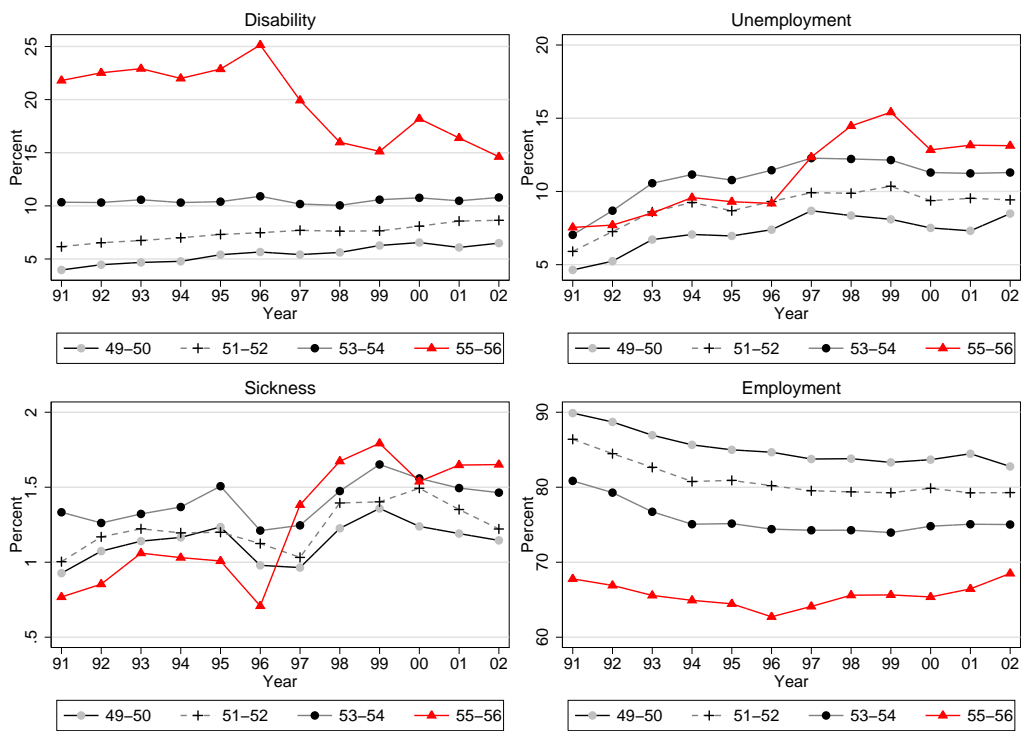 Disability
25
20
15
10
5
Percent
91 92 93 94 95 96 97 98 99 00 01 02
Year
49–50 51–52 53–54 55–56
Unemployment
20
15
10
5
Percent
91 92 93 94 95 96 97 98 99 00 01 02
Year
49–50 51–52 53–54 55–56
Sickness
2
1.5
1
.5
Percent
91 92 93 94 95 96 97 98 99 00 01 02
Year
49–50 51–52 53–54 55–56
Employment
90
80
70
60
Percent
91 92 93 94 95 96 97 98 99 00 01 02
Year
49–50 51–52 53–54 55–56